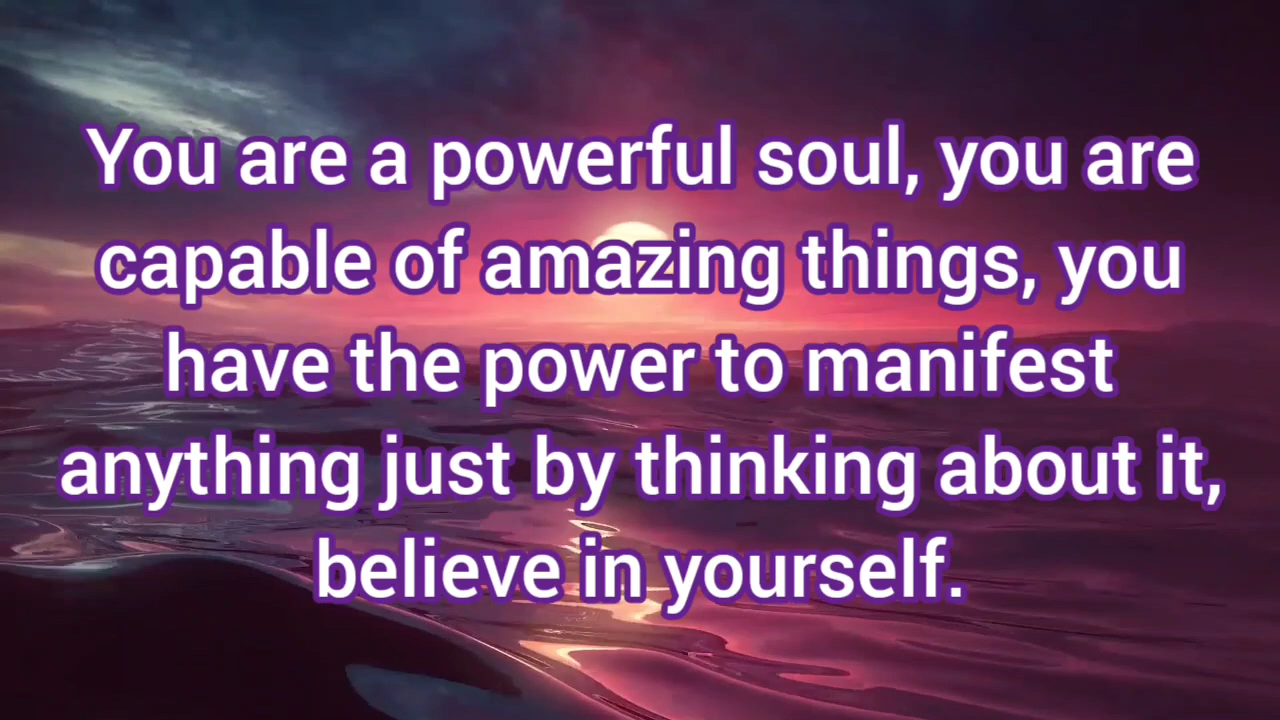 You are a powerful soul, you are
capable of amazing things, you
have the power to manifest
anything just by thinking about it,
believe in yourself.